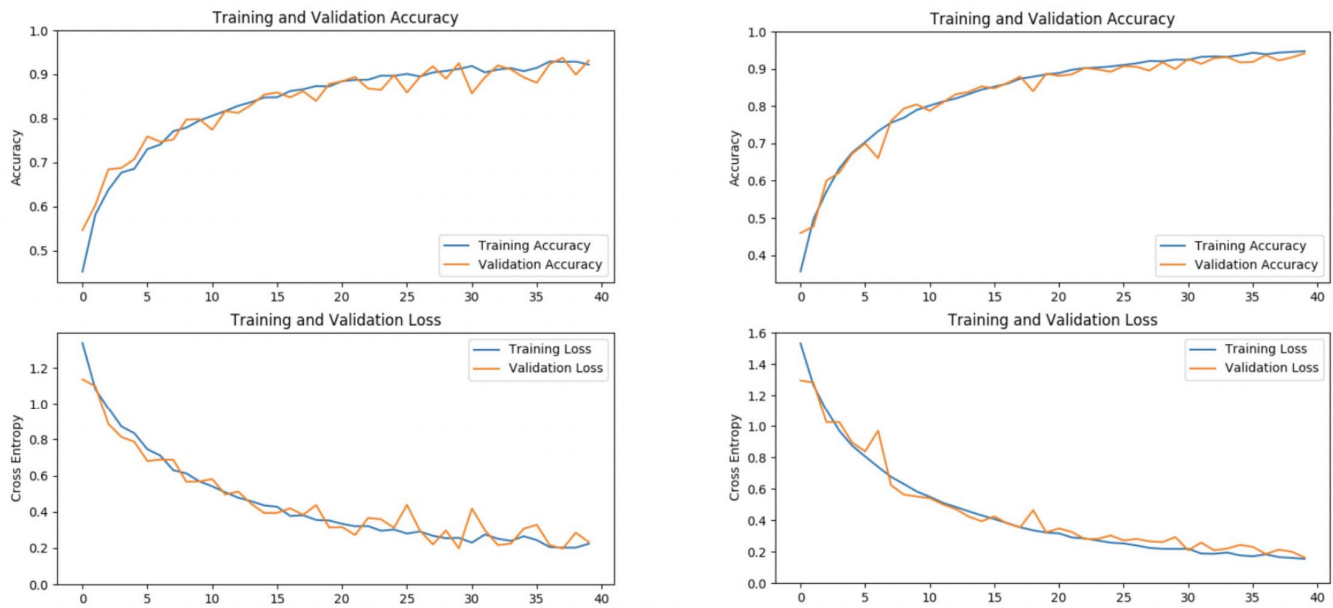 Training and Validation Accuracy
1.0
0.9
0.8
0.7
0.6
0.5
Accuracy
Training Accuracy
Validation Accuracy
0 5 10 15 20 25 30 35 40
Training and Validation Loss
1.2
1.0
0.8
0.6
0.4
0.2
0.0
Cross Entropy
Training Loss
Validation Loss
0 5 10 15 20 25 30 35 40
Training and Validation Accuracy
1.0
0.9
0.8
0.7
0.6
0.5
0.4
Accuracy
Training Accuracy
Validation Accuracy
0 5 10 15 20 25 30 35 40
Training and Validation Loss
1.6
1.4
1.2
1.0
0.8
0.6
0.4
0.2
0.0
Cross Entropy
Training Loss
Validation Loss
0 5 10 15 20 25 30 35 40